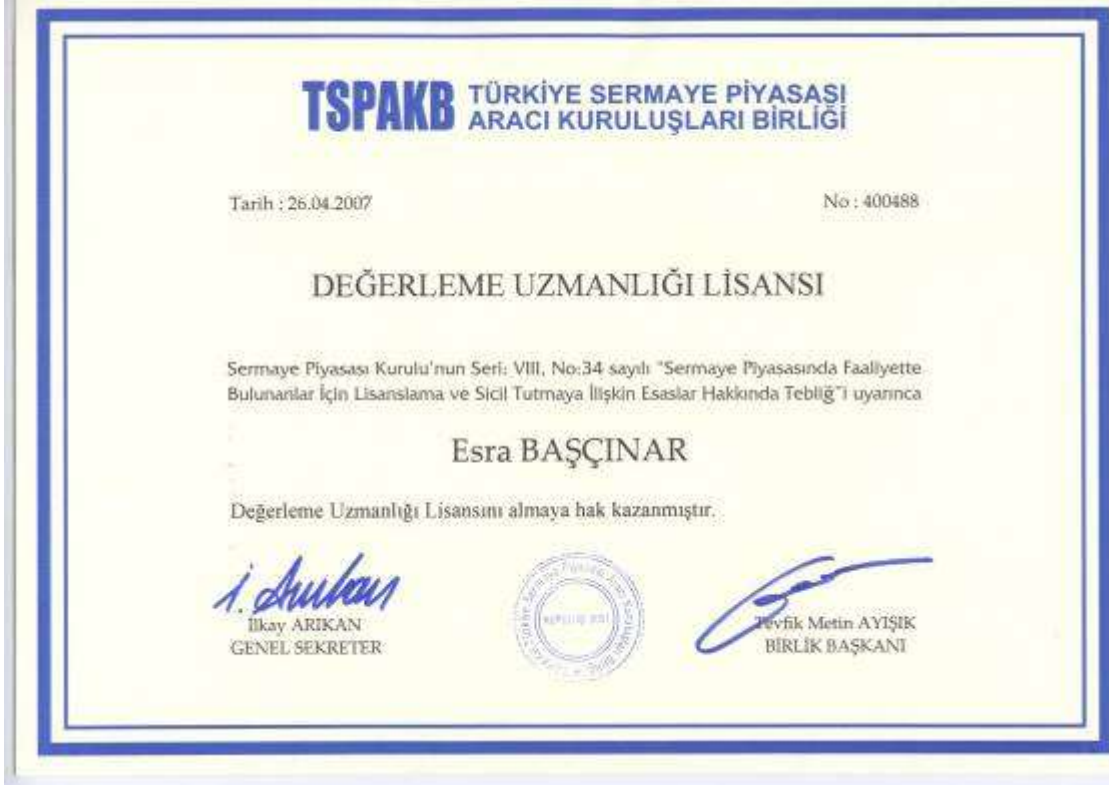 TSPAKB TÜRKİYE SERMAYE PİYASASI
ARACI KURULUŞLARI BİRLİĞİ
Tarih : 26.04.2007
No : 400488
DEĞERLEME UZMANLIĞI LİSANSI
Sermaye Piyasası Kurulu'nun Seri: VIII, No:34 sayılı "Sermaye Piyasasında Faaliyette
Bulunanlar İçin Lisanslama ve Sicil Tutmaya İlişkin Esaslar Hakkında Tebliğ"i uyarınca
Esra BAŞÇINAR
Değerleme Uzmanlığı Lisansını almaya hak kazanmıştır.
İ. Arıkan
İlkay ARIKAN
GENEL SEKRETER
Tevfik Metin AYIŞIK
BİRLİK BAŞKANI